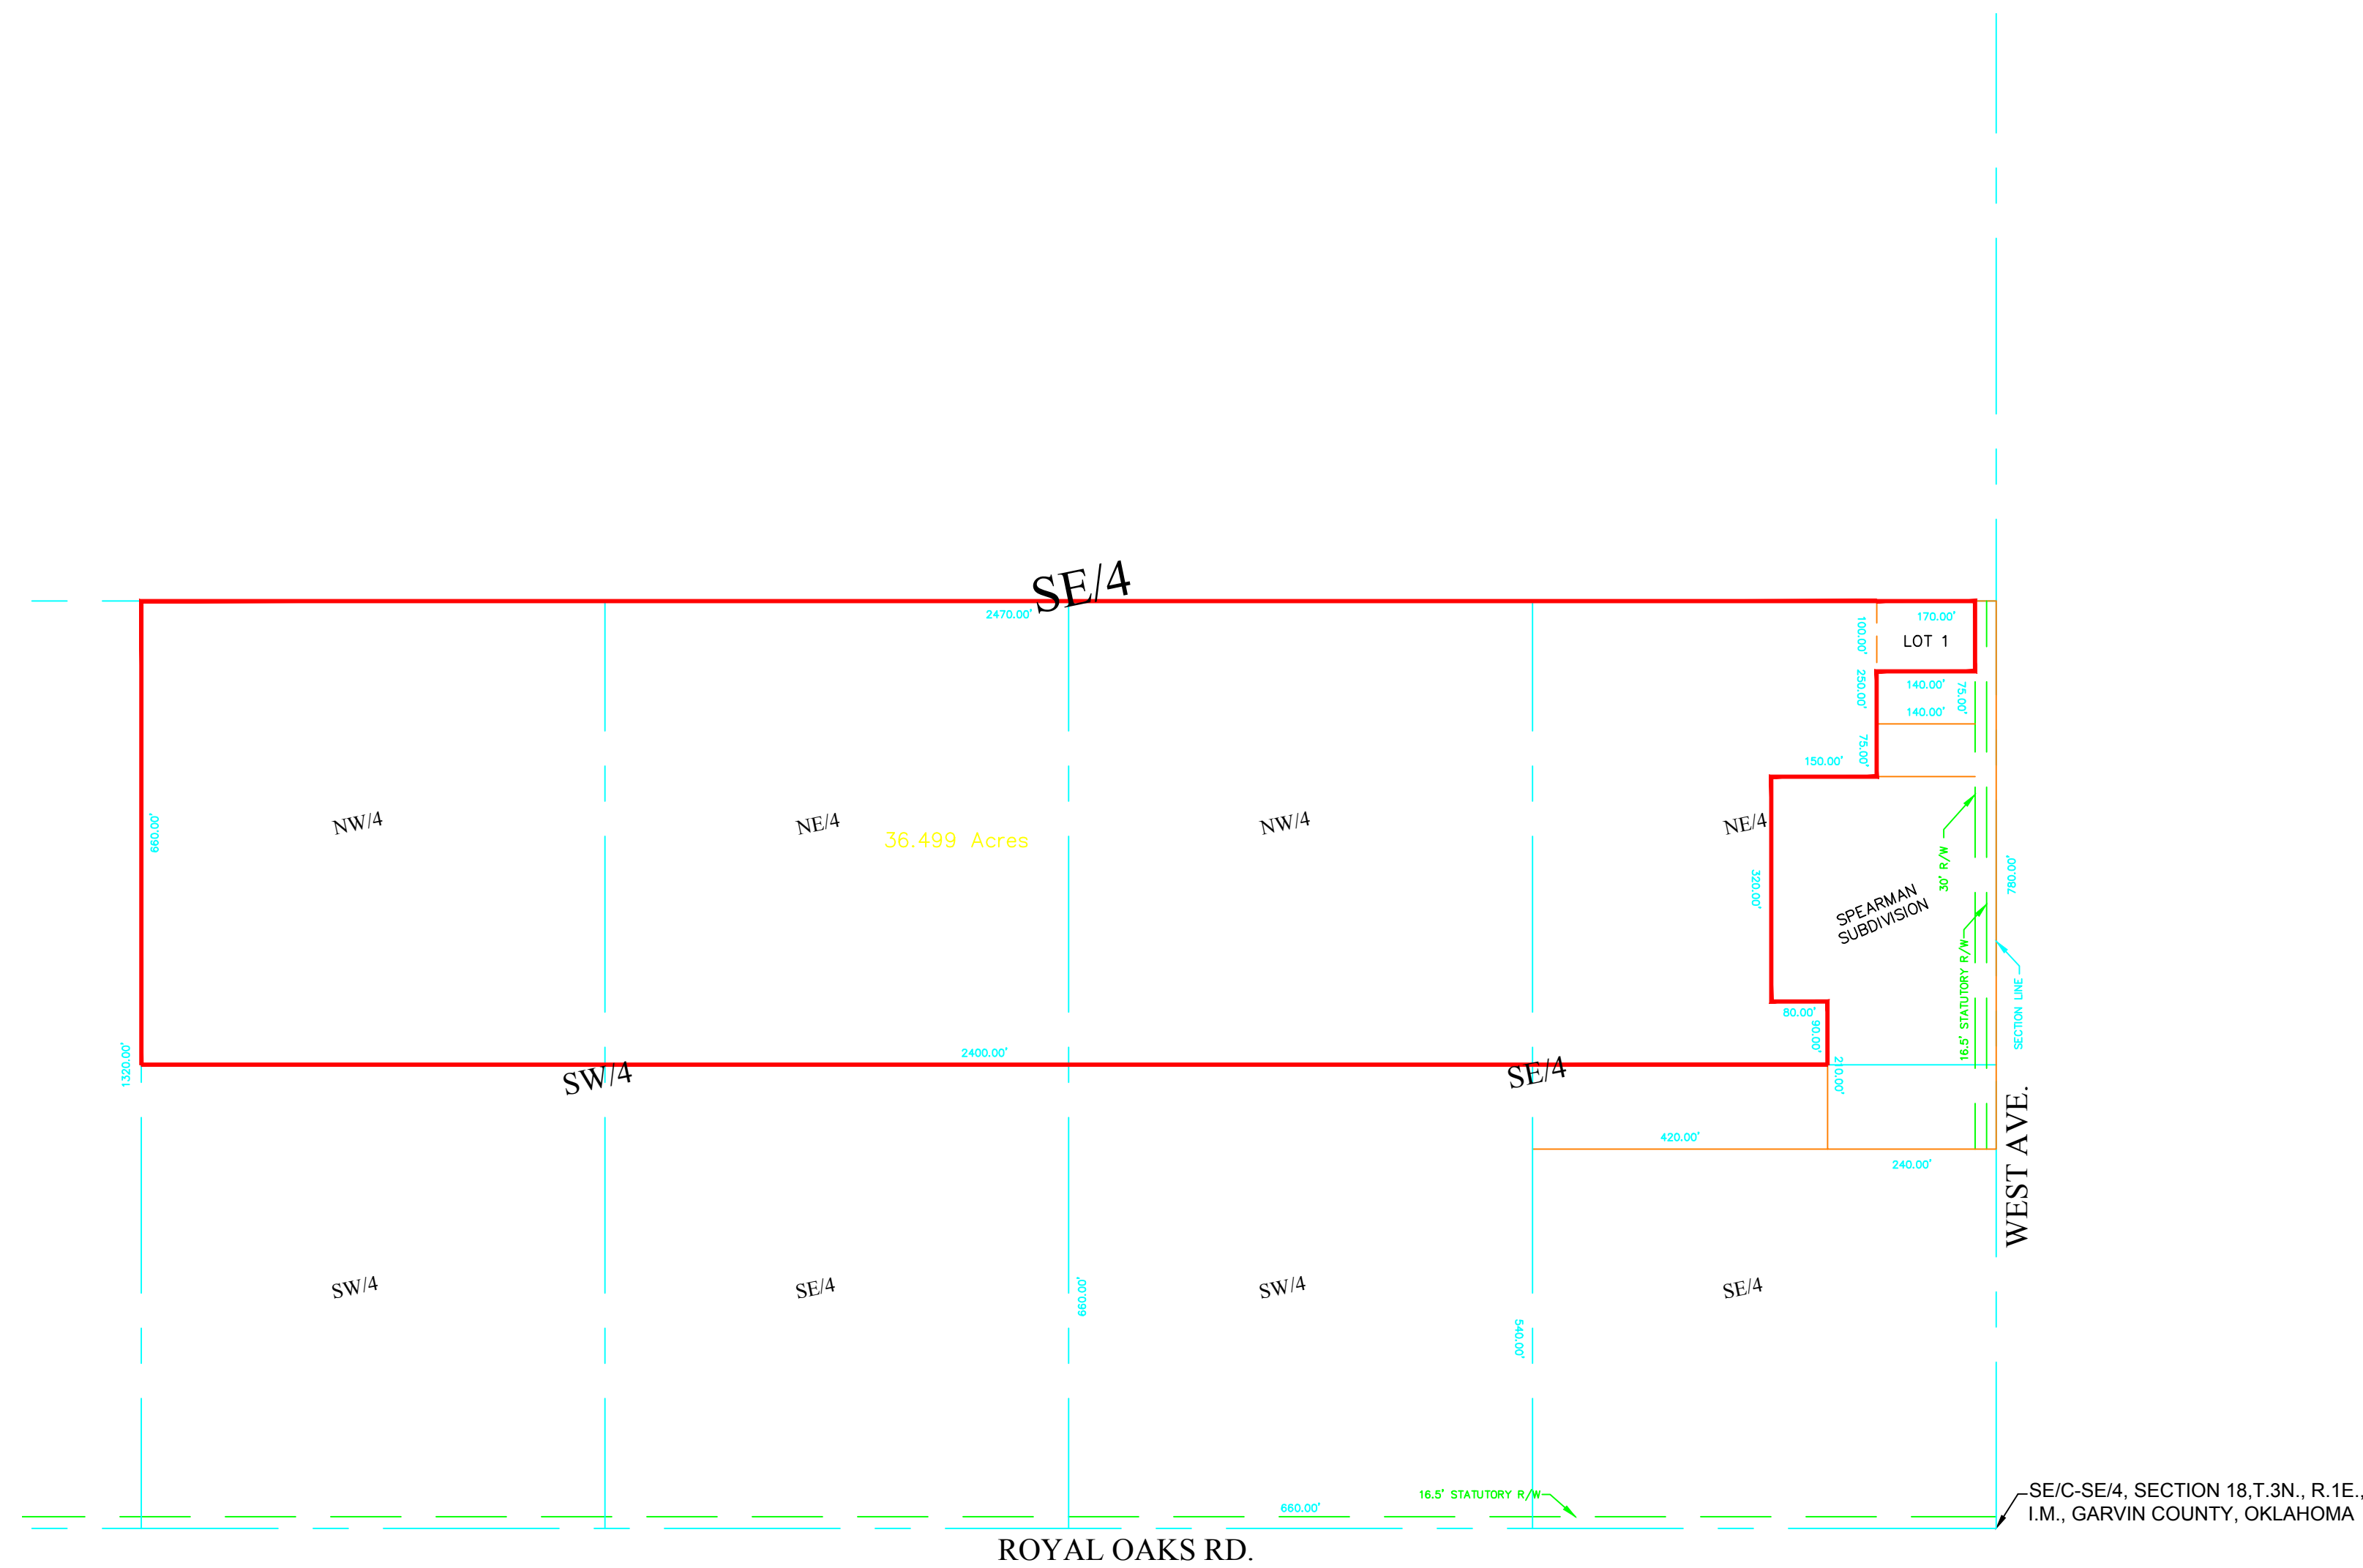 SE/4
2470.00'
170.00'
100.00'
LOT 1
250.00'
140.00'
75.00'
140.00'
75.00'
150.00'
660.00'
NW/4
NE/4
36.499 Acres
NW/4
NE/4
320.00'
30' R/W
780.00'
SPEARMAN
SUBDIVISION
16.5' STATUTORY R/W
SECTION LINE
80.00'
90.00'
1320.00'
2400.00'
SW/4
SE/4
210.00'
420.00'
240.00'
WEST AVE.
SW/4
SE/4
660.00'
SW/4
SE/4
540.00'
16.5' STATUTORY R/W
660.00'
SE/C-SE/4, SECTION 18,T.3N., R.1E.,
I.M., GARVIN COUNTY, OKLAHOMA
ROYAL OAKS RD.